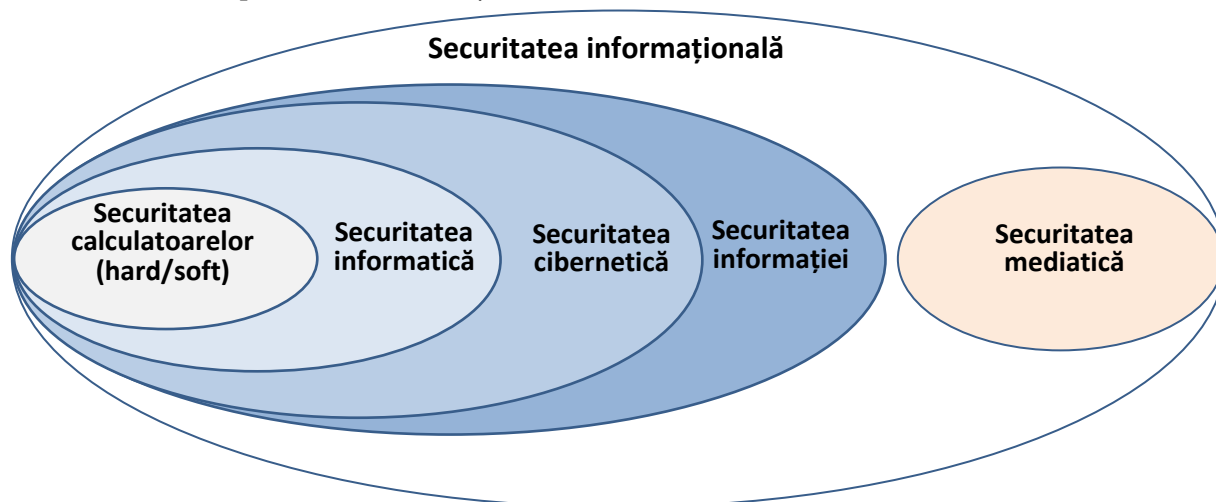 Securitatea informațională
Securitatea
calculatoarelor
(hard/soft)
Securitatea
informatică
Securitatea
cibernetică
Securitatea
informației
Securitatea
mediatică